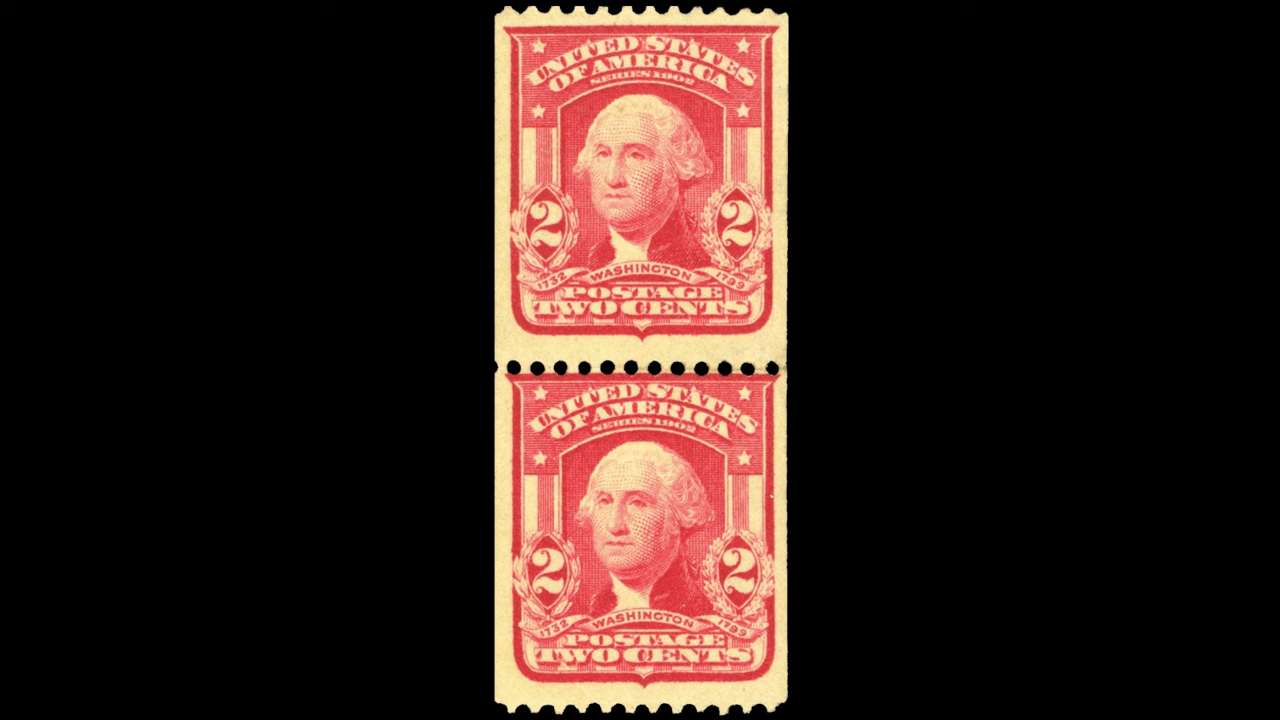 UNITED STATES
OF AMERICA
SERIES 1902
2 2
1732 WASHINGTON 1799
POSTAGE
TWO CENTS
UNITED STATES
OF AMERICA
SERIES 1902
2 2
1732 WASHINGTON 1799
POSTAGE
TWO CENTS